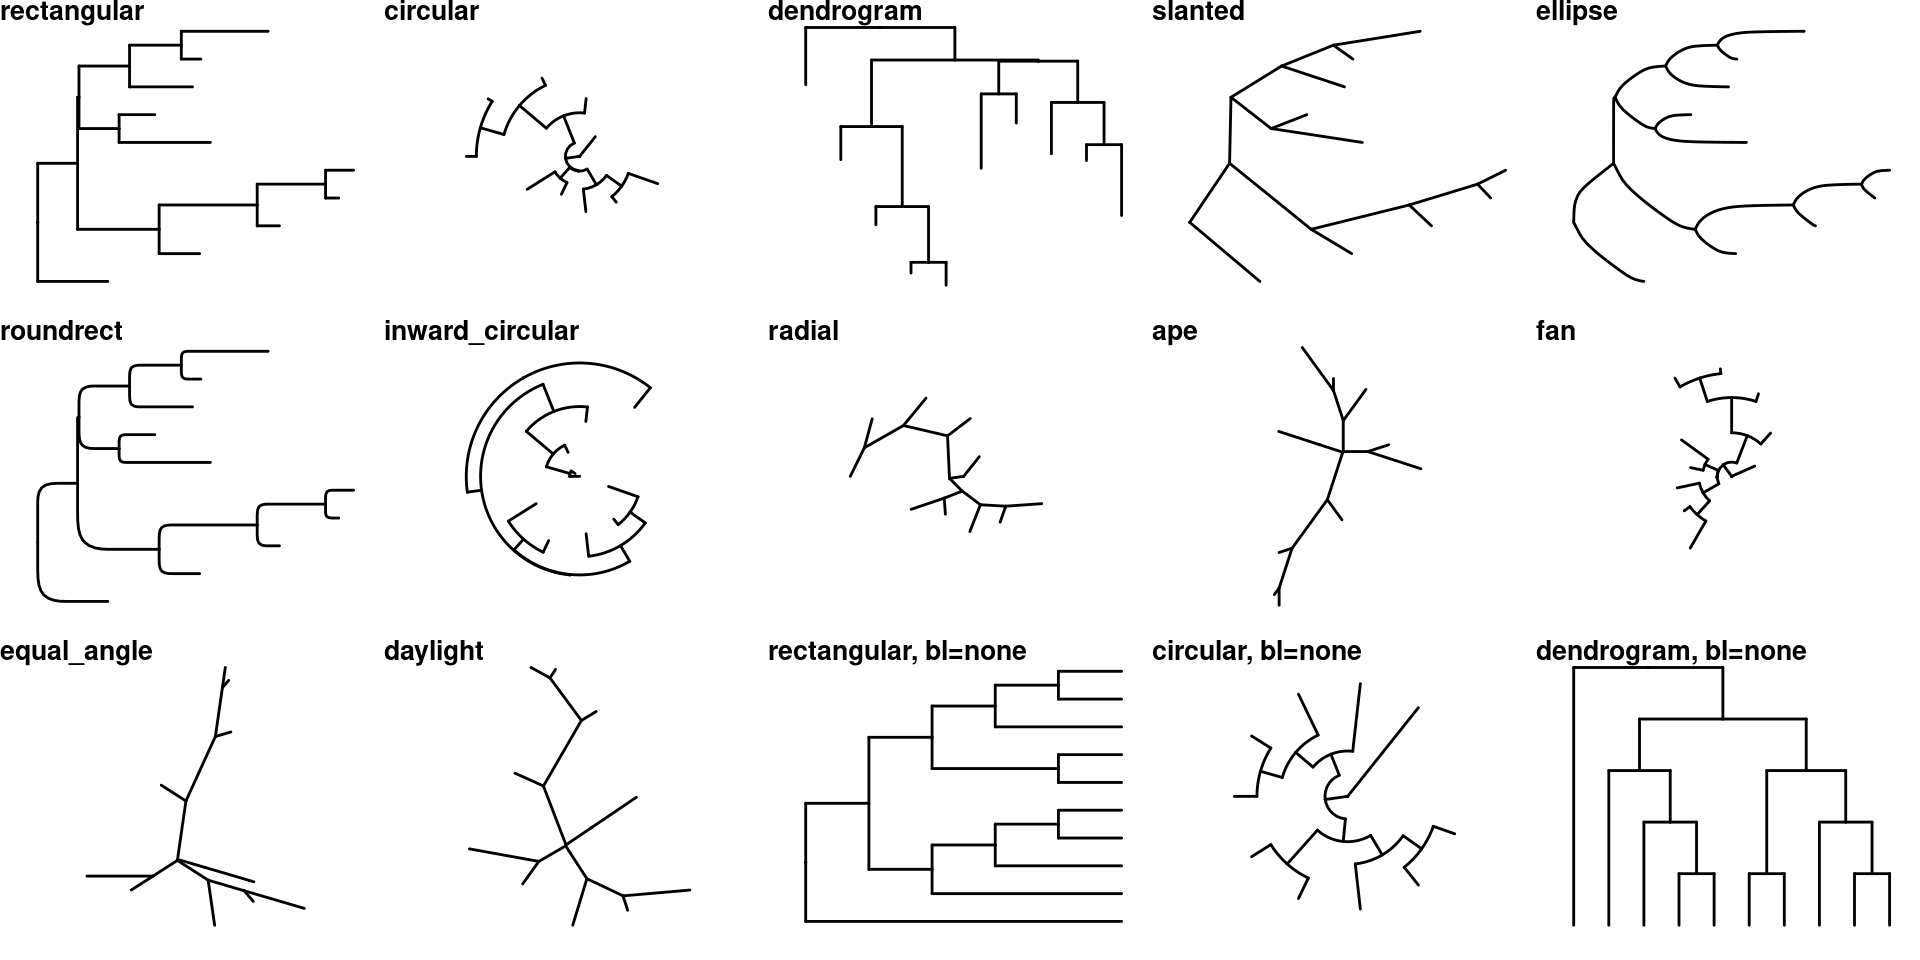 rectangular
circular
dendrogram
slanted
ellipse
roundrect
inward_circular
radial
ape
fan
equal_angle
daylight
rectangular, bl=none
circular, bl=none
dendrogram, bl=none